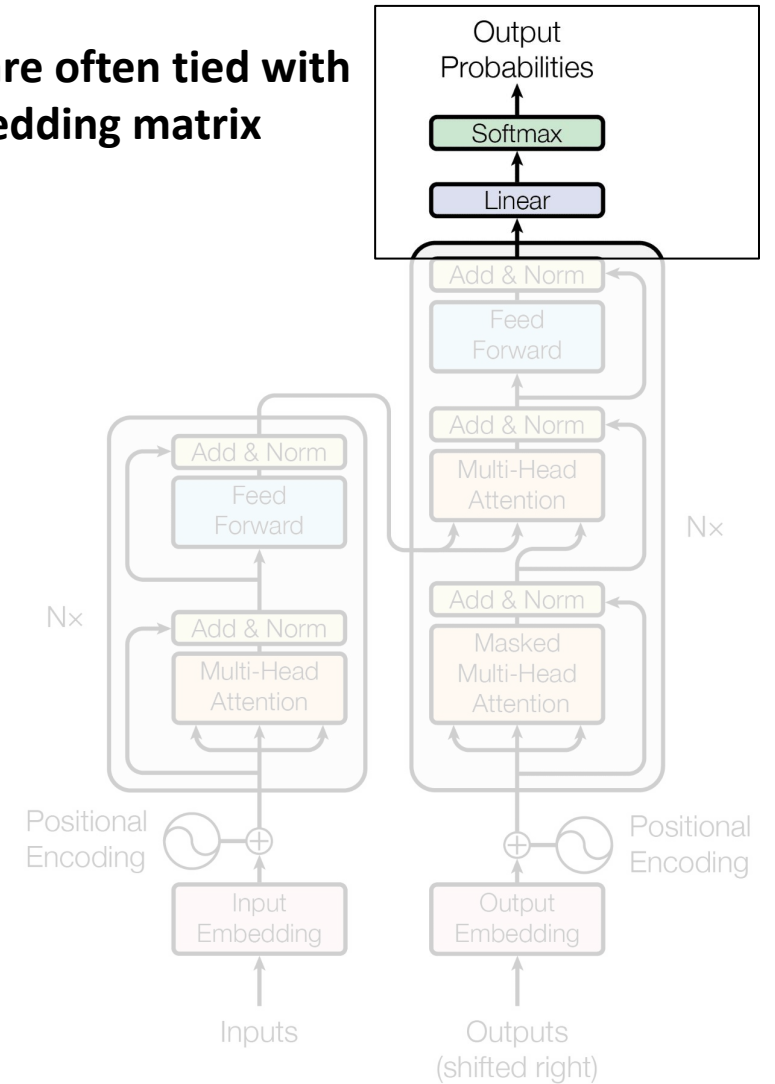 re often tied with
edding matrix
Output
Probabilities
Softmax
Linear
Add & Norm
Feed
Forward
Add & Norm
Multi-Head
Attention
Nx
Add & Norm
Masked
Multi-Head
Attention
Add & Norm
Feed
Forward
Nx
Add & Norm
Multi-Head
Attention
Positional
Encoding
Positional
Encoding
Input
Embedding
Output
Embedding
Inputs
Outputs
(shifted right)